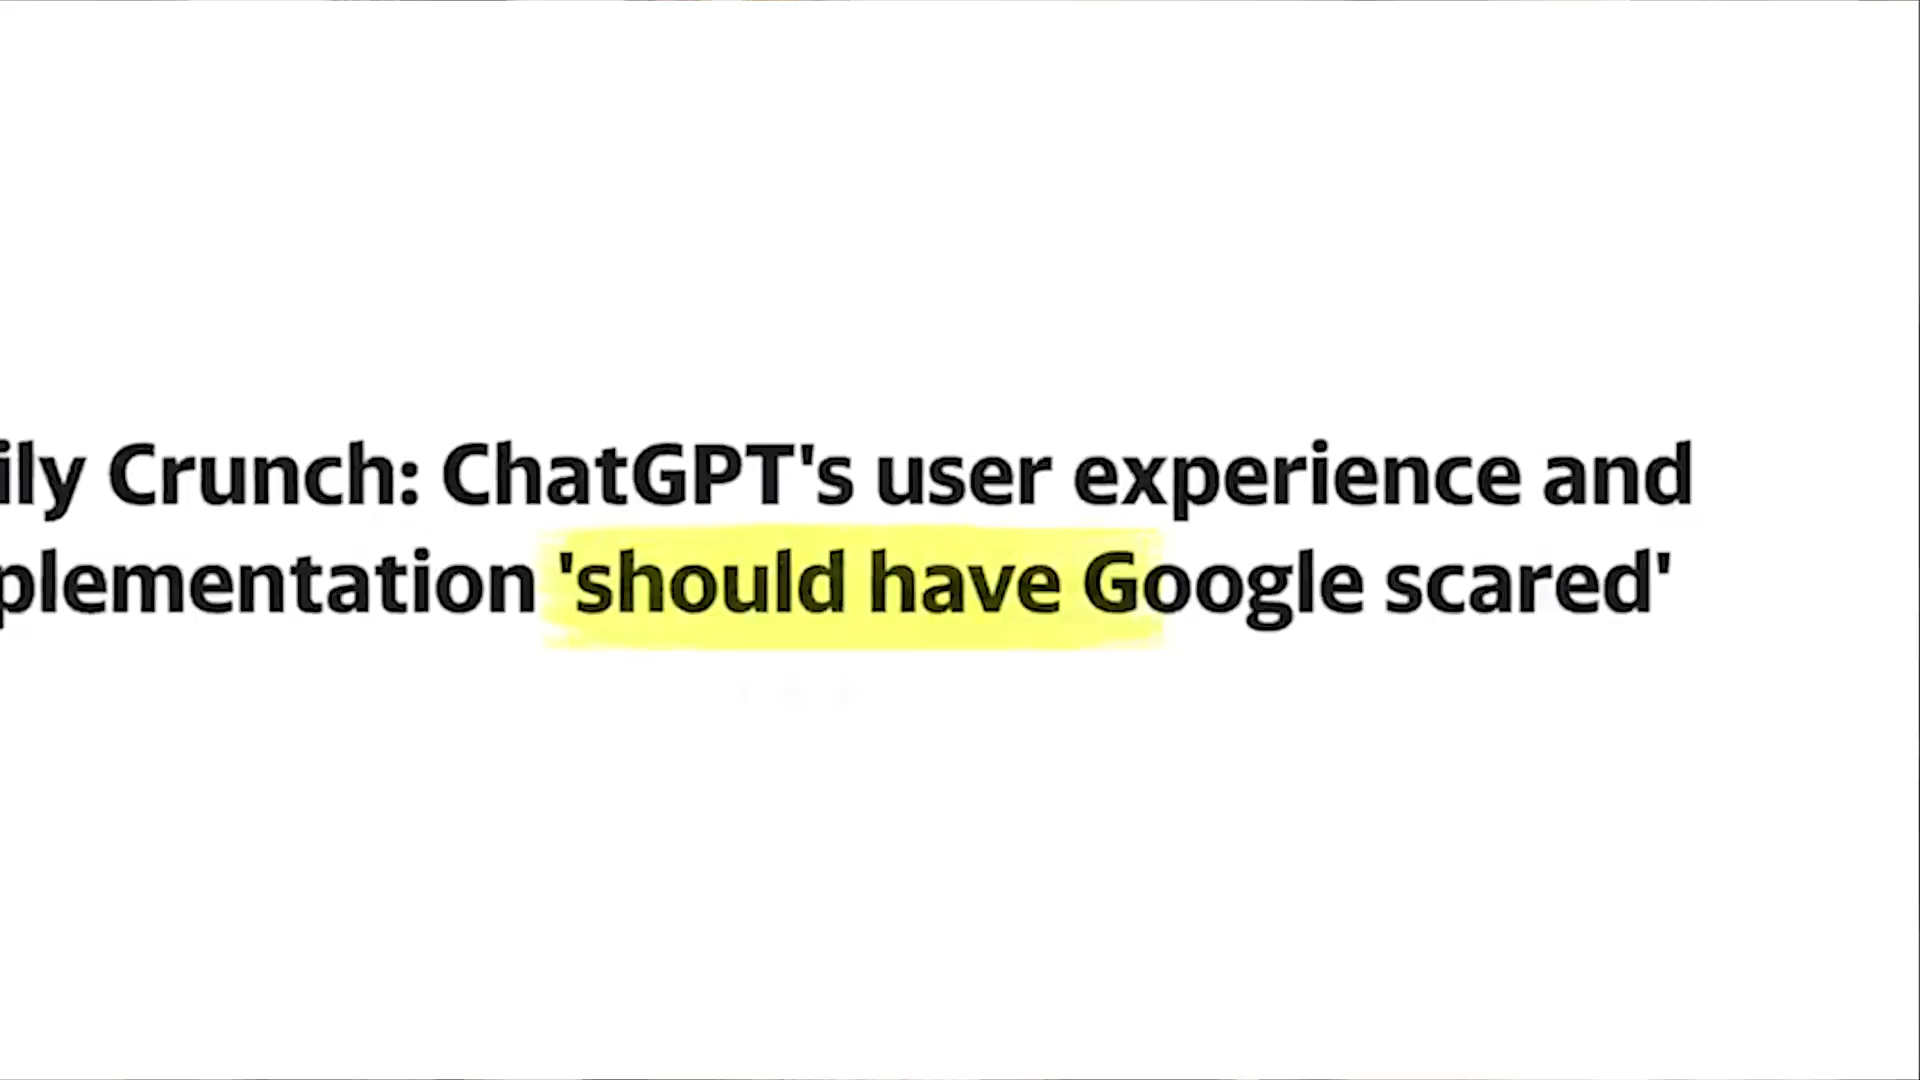 ily Crunch: ChatGPT's user experience and
plementation 'should have Google scared'